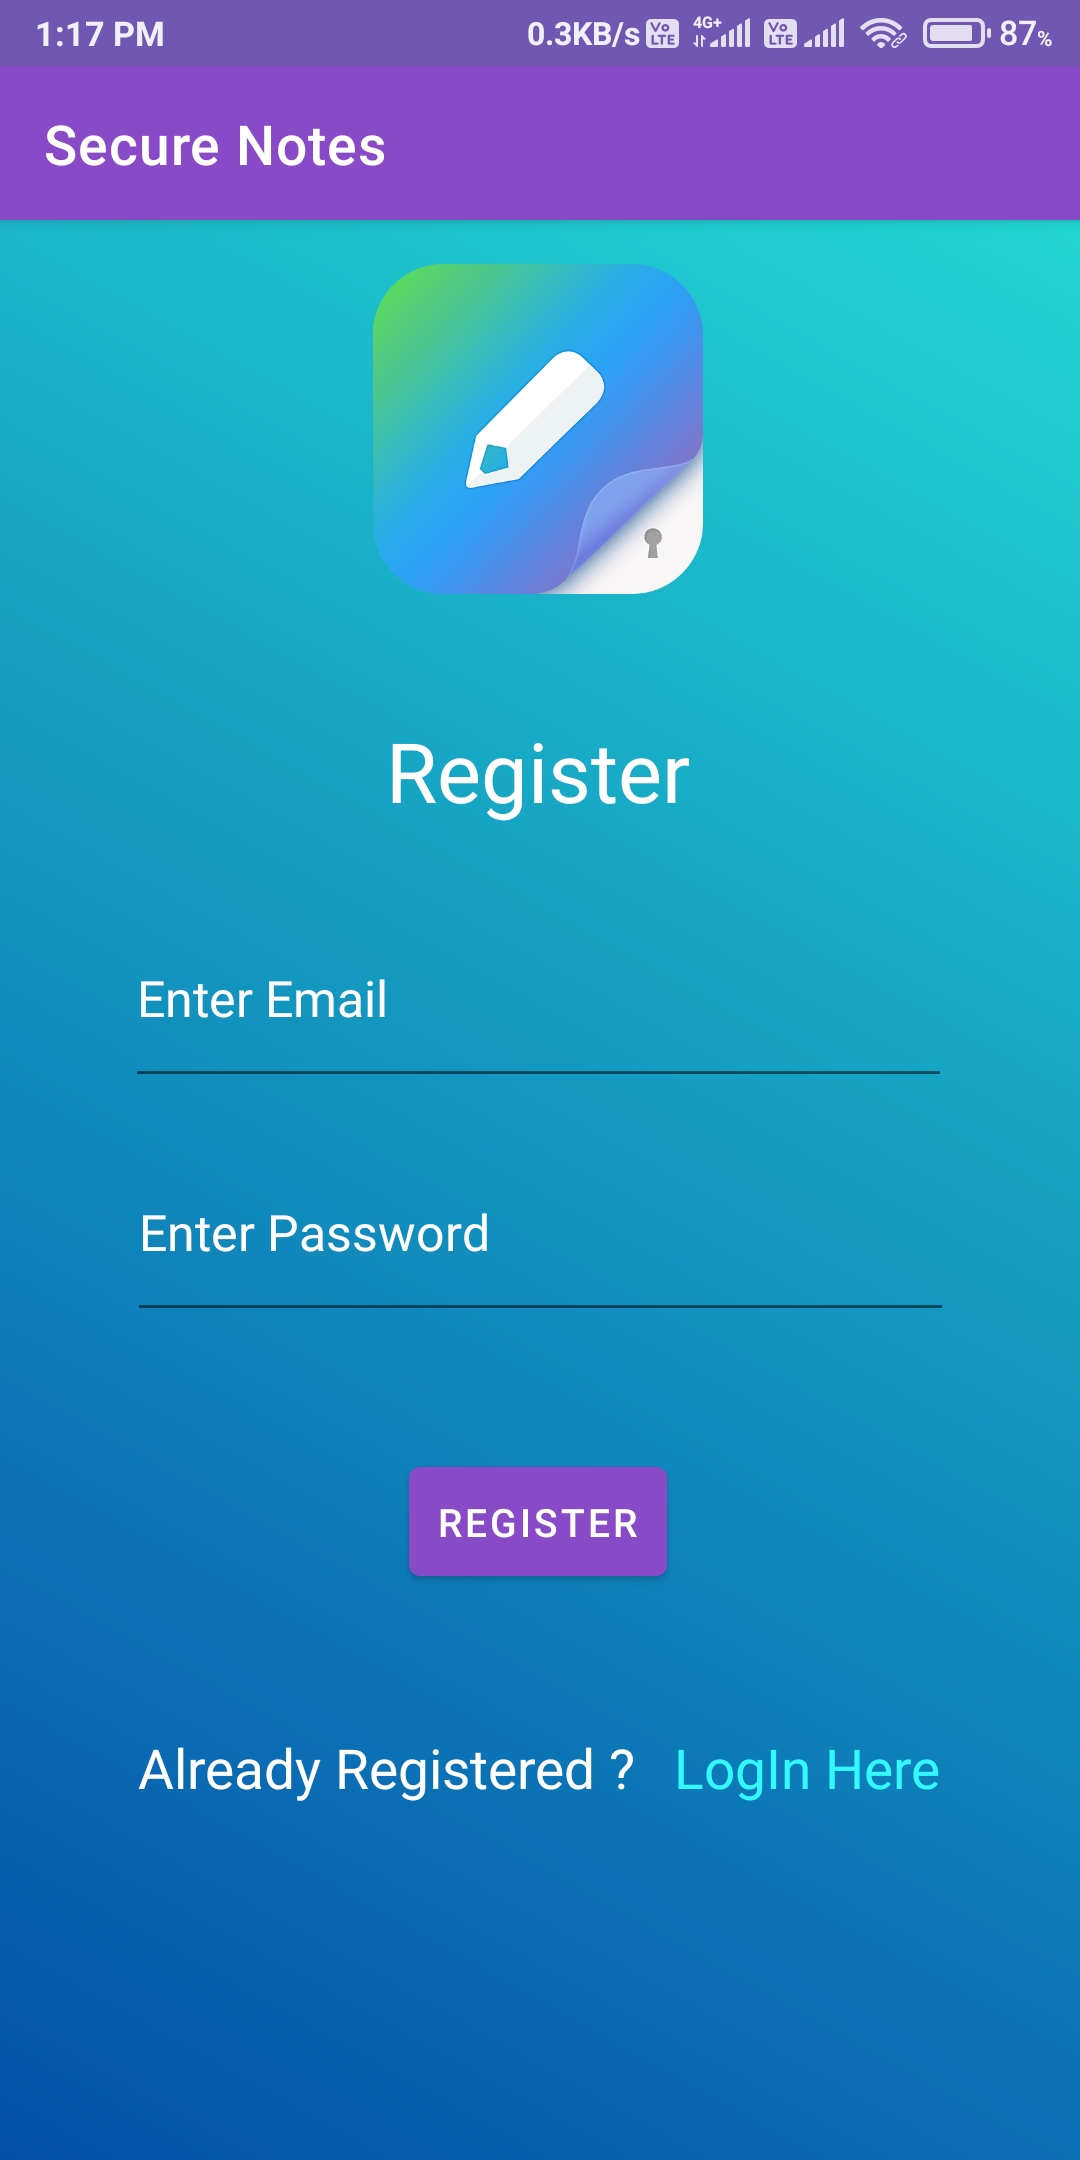 1:17 PM 0.3KB/s Vo LTE 4G+ Vo LTE 87%
Secure Notes
Register
Enter Email
Enter Password
REGISTER
Already Registered ? LogIn Here